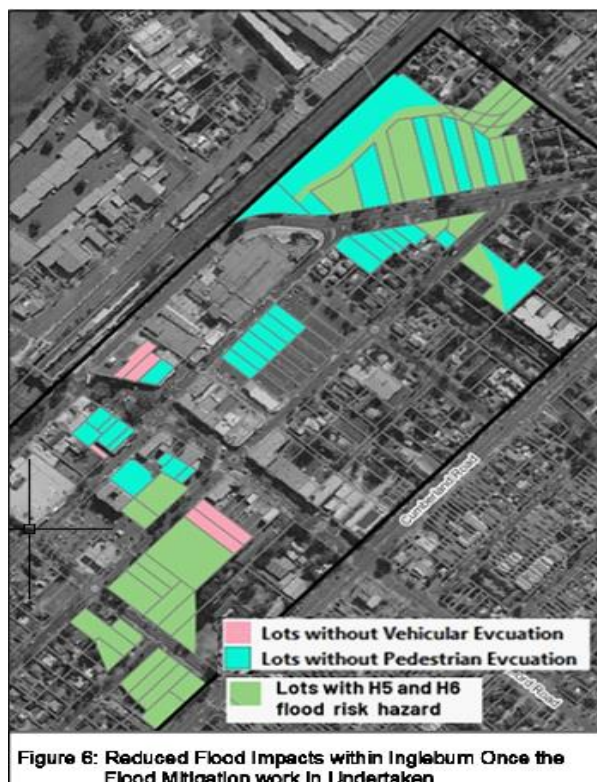 Cumberland Road
Lots without Vehicular Evcuation
Lots without Pedestrian Evcuation
Road
Lots with H5 and H6
flood risk hazard
Figure 6: Reduced Flood Impacts within Ingleburn Once the
Flood Mitigation work in Undertaken